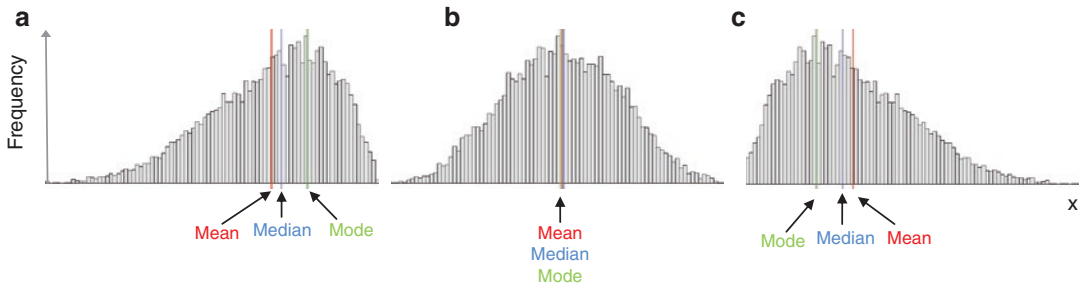 a
b
c
Frequency
x
Mean Median Mode
Mean
Median
Mode
Mode Median Mean